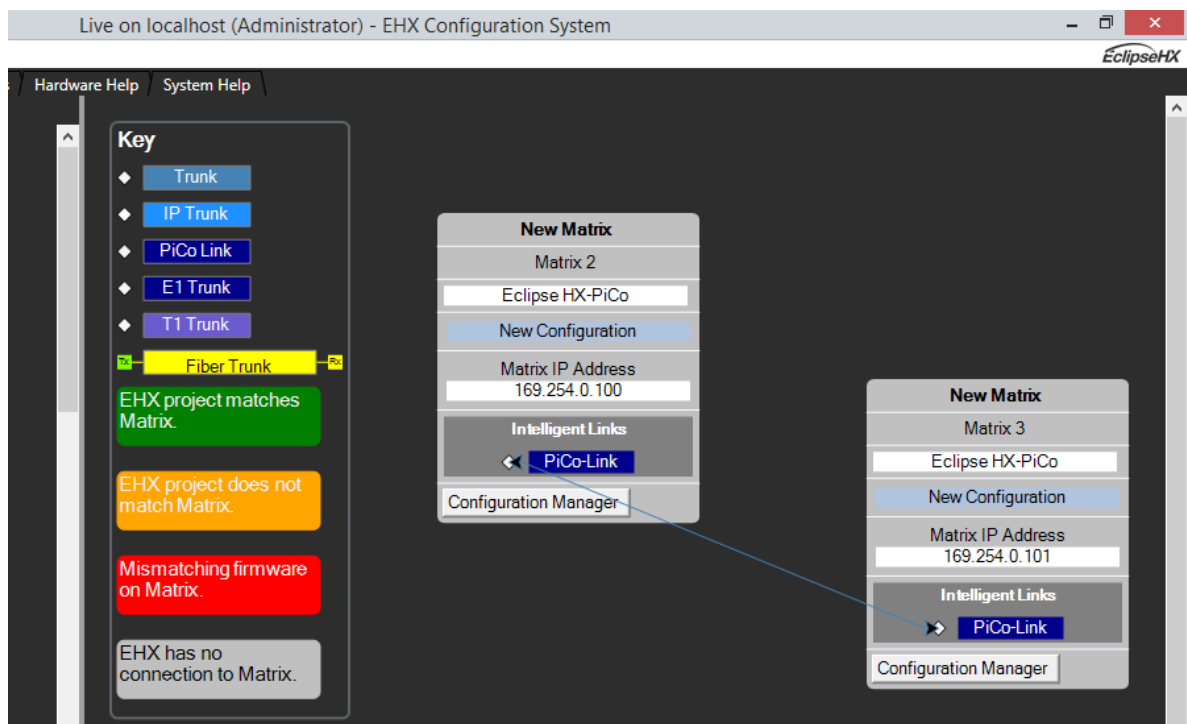 Live on localhost (Administrator) - EHX Configuration System
EclipseHX
Hardware Help
System Help
Key
Trunk
IP Trunk
PiCo Link
E1 Trunk
T1 Trunk
Tx
Fiber Trunk
Rx
EHX project matches
Matrix.
EHX project does not
match Matrix.
Mismatching firmware
on Matrix.
EHX has no
connection to Matrix.
New Matrix
Matrix 2
Eclipse HX-PiCo
New Configuration
Matrix IP Address
169.254.0.100
Intelligent Links
PiCo-Link
Configuration Manager
New Matrix
Matrix 3
Eclipse HX-PiCo
New Configuration
Matrix IP Address
169.254.0.101
Intelligent Links
PiCo-Link
Configuration Manager